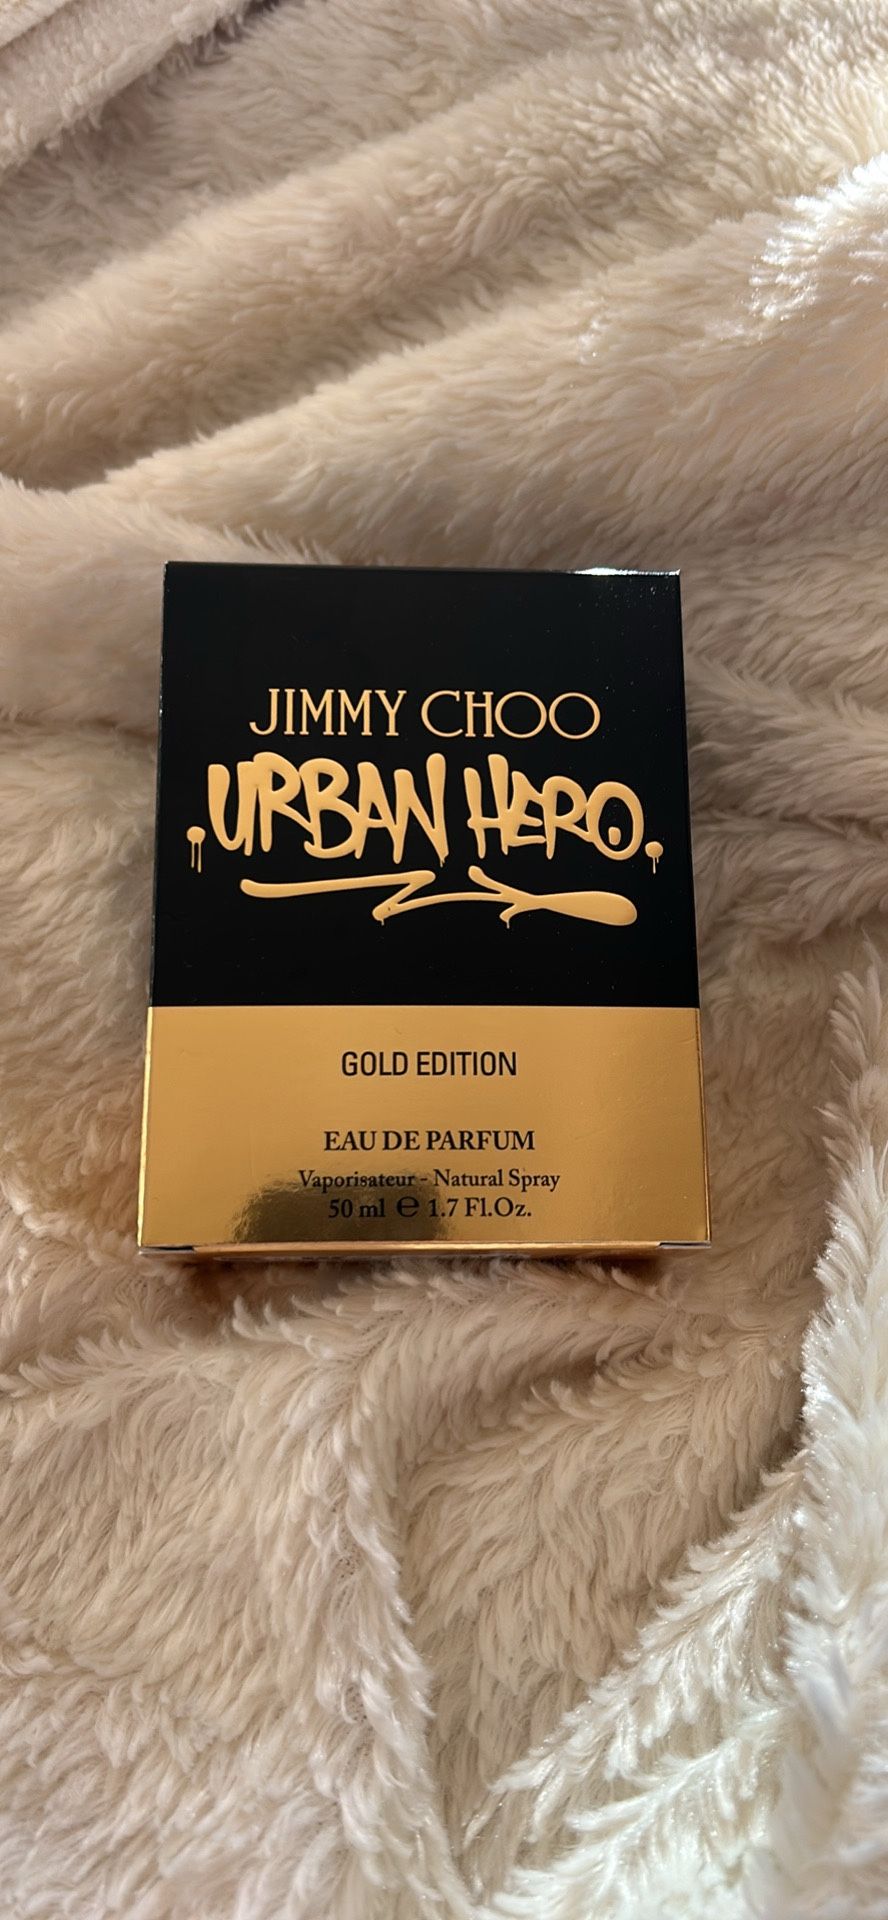 JIMMY CHOO
URBAN HERO
GOLD EDITION
EAU DE PARFUM
Vaporisateur - Natural Spray
50 ml ℮ 1.7 Fl.Oz.